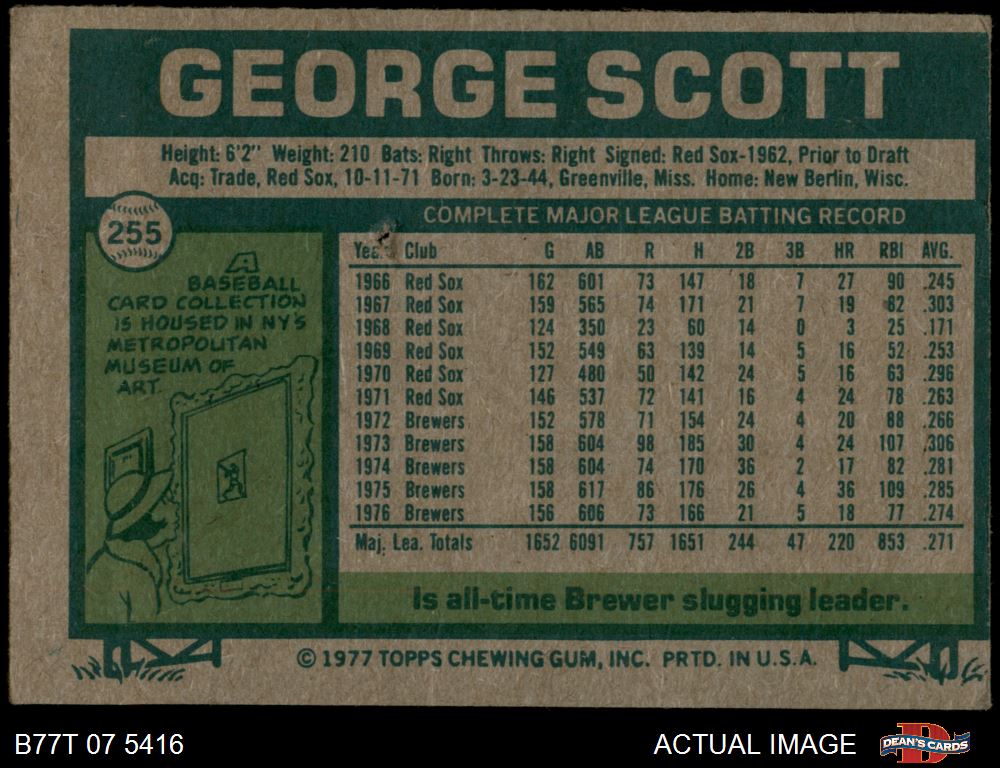 GEORGE SCOTT
Height: 6'2" Weight: 210 Bats: Right Throws: Right Signed: Red Sox-1962, Prior to Draft
Acq: Trade, Red Sox, 10-11-71 Born: 3-23-44, Greenville, Miss. Home: New Berlin, Wisc.
255
A
BASEBALL
CARD COLLECTION
IS HOUSED IN NY'S
METROPOLITAN
MUSEUM OF
ART.
COMPLETE MAJOR LEAGUE BATTING RECORD
Club G AB R H 2B 3B HR RBI AVG.
1966 Red Sox 162 601 73 147 18 7 27 90 .245
1967 Red Sox 159 565 74 171 21 7 19 82 .303
1968 Red Sox 124 350 23 60 14 0 3 25 .171
1969 Red Sox 152 549 63 139 14 5 16 52 .253
1970 Red Sox 127 480 50 142 24 5 16 63 .296
1971 Red Sox 146 537 72 141 16 4 24 78 .263
1972 Brewers 152 578 71 154 24 4 20 88 .266
1973 Brewers 158 604 98 185 30 4 24 107 .306
1974 Brewers 158 604 74 170 36 2 17 82 .281
1975 Brewers 158 617 86 176 26 4 36 109 .285
1976 Brewers 156 606 73 166 21 5 18 77 .274
Maj. Lea. Totals 1652 6091 757 1651 244 47 220 853 .271
Is all-time Brewer slugging leader.
© 1977 TOPPS CHEWING GUM, INC. PRTD. IN U.S.A.
B77T 07 5416
ACTUAL IMAGE
DEAN'S CARDS